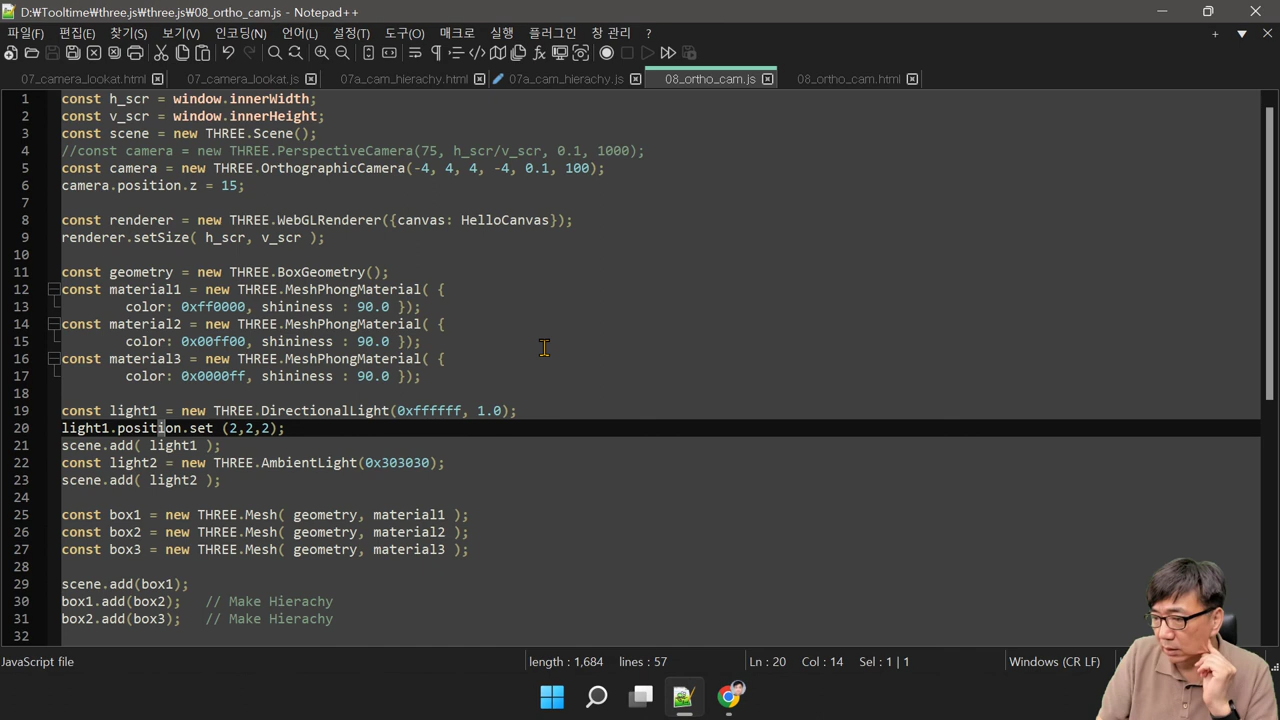 D:\Tooltime\three.js\three.js\08_ortho_cam.js - Notepad++
파일(F) 편집(E) 찾기(S) 보기(V) 인코딩(N) 언어(L) 설정(T) 도구(O) 매크로 실행 플러그인 창 관리 ?
07_camera_lookat.html 07_camera_lookat.js 07a_cam_hierachy.html 07a_cam_hierachy.js 08_ortho_cam.js 08_ortho_cam.html
1 const h_scr = window.innerWidth;
2 const v_scr = window.innerHeight;
3 const scene = new THREE.Scene();
4 //const camera = new THREE.PerspectiveCamera(75, h_scr/v_scr, 0.1, 1000);
5 const camera = new THREE.OrthographicCamera(-4, 4, 4, -4, 0.1, 100);
6 camera.position.z = 15;
7
8 const renderer = new THREE.WebGLRenderer({canvas: HelloCanvas});
9 renderer.setSize( h_scr, v_scr );
10
11 const geometry = new THREE.BoxGeometry();
12 const material1 = new THREE.MeshPhongMaterial( {
13 color: 0xff0000, shininess : 90.0 });
14 const material2 = new THREE.MeshPhongMaterial( {
15 color: 0x00ff00, shininess : 90.0 });
16 const material3 = new THREE.MeshPhongMaterial( {
17 color: 0x0000ff, shininess : 90.0 });
18
19 const light1 = new THREE.DirectionalLight(0xffffff, 1.0);
20 light1.position.set (2,2,2);
21 scene.add( light1 );
22 const light2 = new THREE.AmbientLight(0x303030);
23 scene.add( light2 );
24
25 const box1 = new THREE.Mesh( geometry, material1 );
26 const box2 = new THREE.Mesh( geometry, material2 );
27 const box3 = new THREE.Mesh( geometry, material3 );
28
29 scene.add(box1);
30 box1.add(box2); // Make Hierachy
31 box2.add(box3); // Make Hierachy
32
JavaScript file length : 1,684 lines : 57 Ln : 20 Col : 14 Sel : 1 | 1 Windows (CR LF)